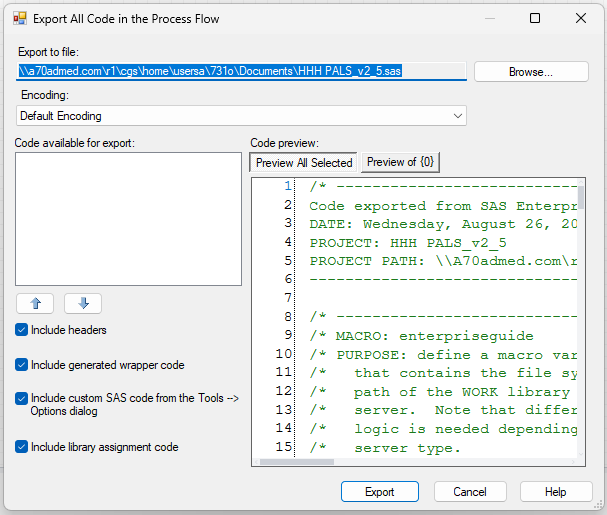 Export All Code in the Process Flow
Export to file:
\\a70admed.com\r1\cgs\home\usersa\731o\Documents\HHH PALS_v2_5.sas
Browse...
Encoding:
Default Encoding
Code available for export:
Code preview:
Preview All Selected
Preview of {0}
1 /* ----------------------------
2 Code exported from SAS Enterpr
3 DATE: Wednesday, August 26, 20
4 PROJECT: HHH PALS_v2_5
5 PROJECT PATH: \\A70admed.com\r
6 -------------------------------
7
8 /* ----------------------------
9 /* MACRO: enterpriseguide
10 /* PURPOSE: define a macro var
11 /*   that contains the file sy
12 /*   path of the WORK library
13 /*   server.  Note that differ
14 /*   logic is needed depending
15 /*   server type.
Include headers
Include generated wrapper code
Include custom SAS code from the Tools -->
Options dialog
Include library assignment code
Export
Cancel
Help